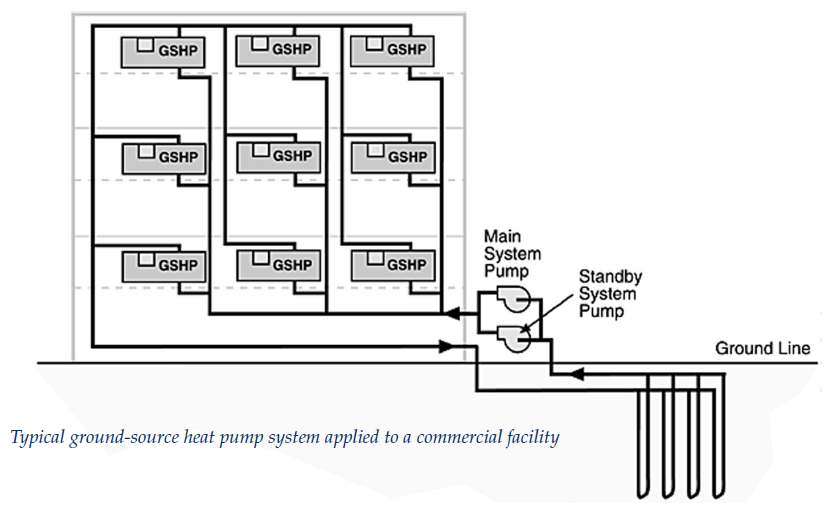 GSHP GSHP GSHP
GSHP GSHP GSHP
GSHP GSHP GSHP
Main
System
Pump
Standby
System
Pump
Ground Line
Typical ground-source heat pump system applied to a commercial facility